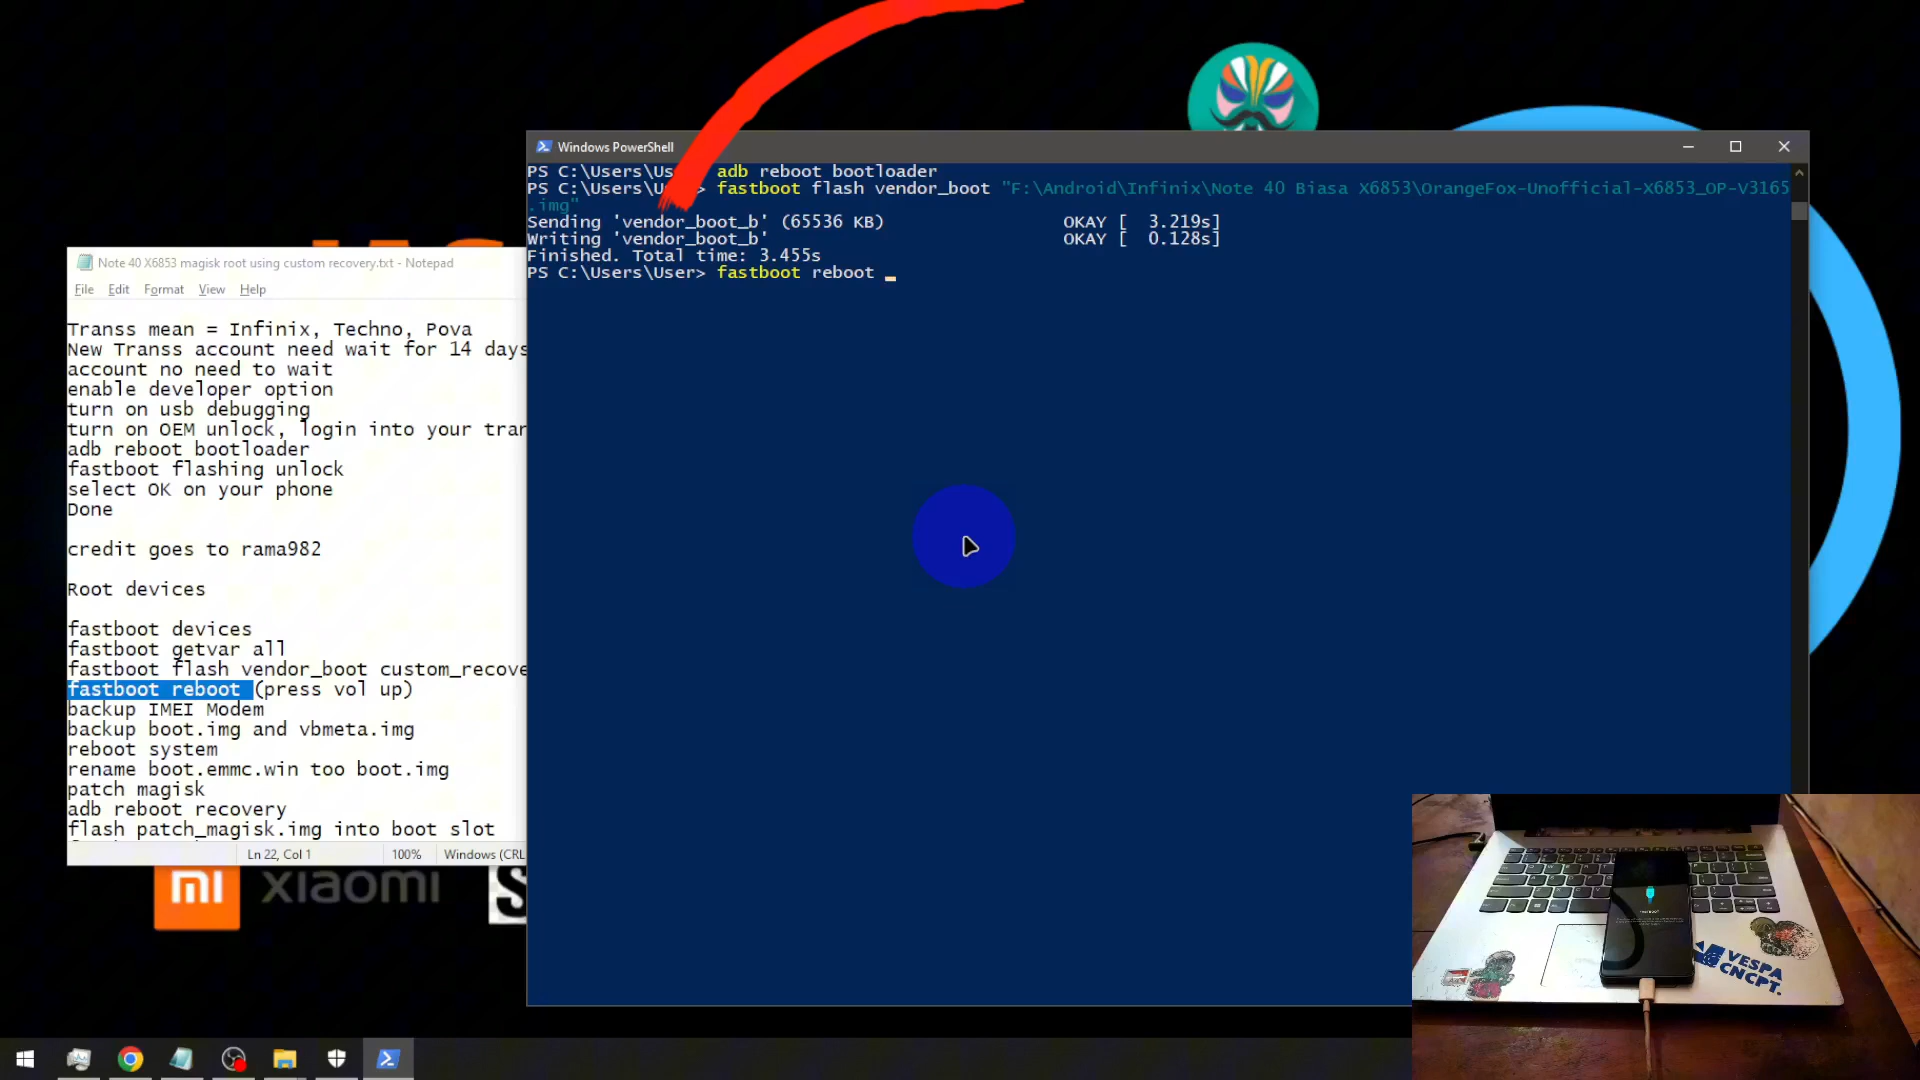 Windows PowerShell
PS C:\Users\Us > adb reboot bootloader
PS C:\Users\Us > fastboot flash vendor_boot "F:\Android\Infinix\Note 40 Biasa X6853\OrangeFox-Unofficial-X6853_OP-V3165
.img"
Sending 'vendor_boot_b' (65536 KB) OKAY [ 3.219s]
Writing 'vendor_boot_b' OKAY [ 0.128s]
Finished. Total time: 3.455s
PS C:\Users\User> fastboot reboot _
Note 40 X6853 magisk root using custom recovery.txt - Notepad
File Edit Format View Help
Transs mean = Infinix, Techno, Pova
New Transs account need wait for 14 days
account no need to wait
enable developer option
turn on usb debugging
turn on OEM unlock, login into your tran
adb reboot bootloader
fastboot flashing unlock
select OK on your phone
Done
credit goes to rama982
Root devices
fastboot devices
fastboot getvar all
fastboot flash vendor_boot custom_recove
fastboot reboot (press vol up)
backup IMEI Modem
backup boot.img and vbmeta.img
reboot system
rename boot.emmc.win too boot.img
patch magisk
adb reboot recovery
flash patch_magisk.img into boot slot
Ln 22, Col 1 100% Windows (CRL
mi xiaomi S
VESPA
CNCPT.